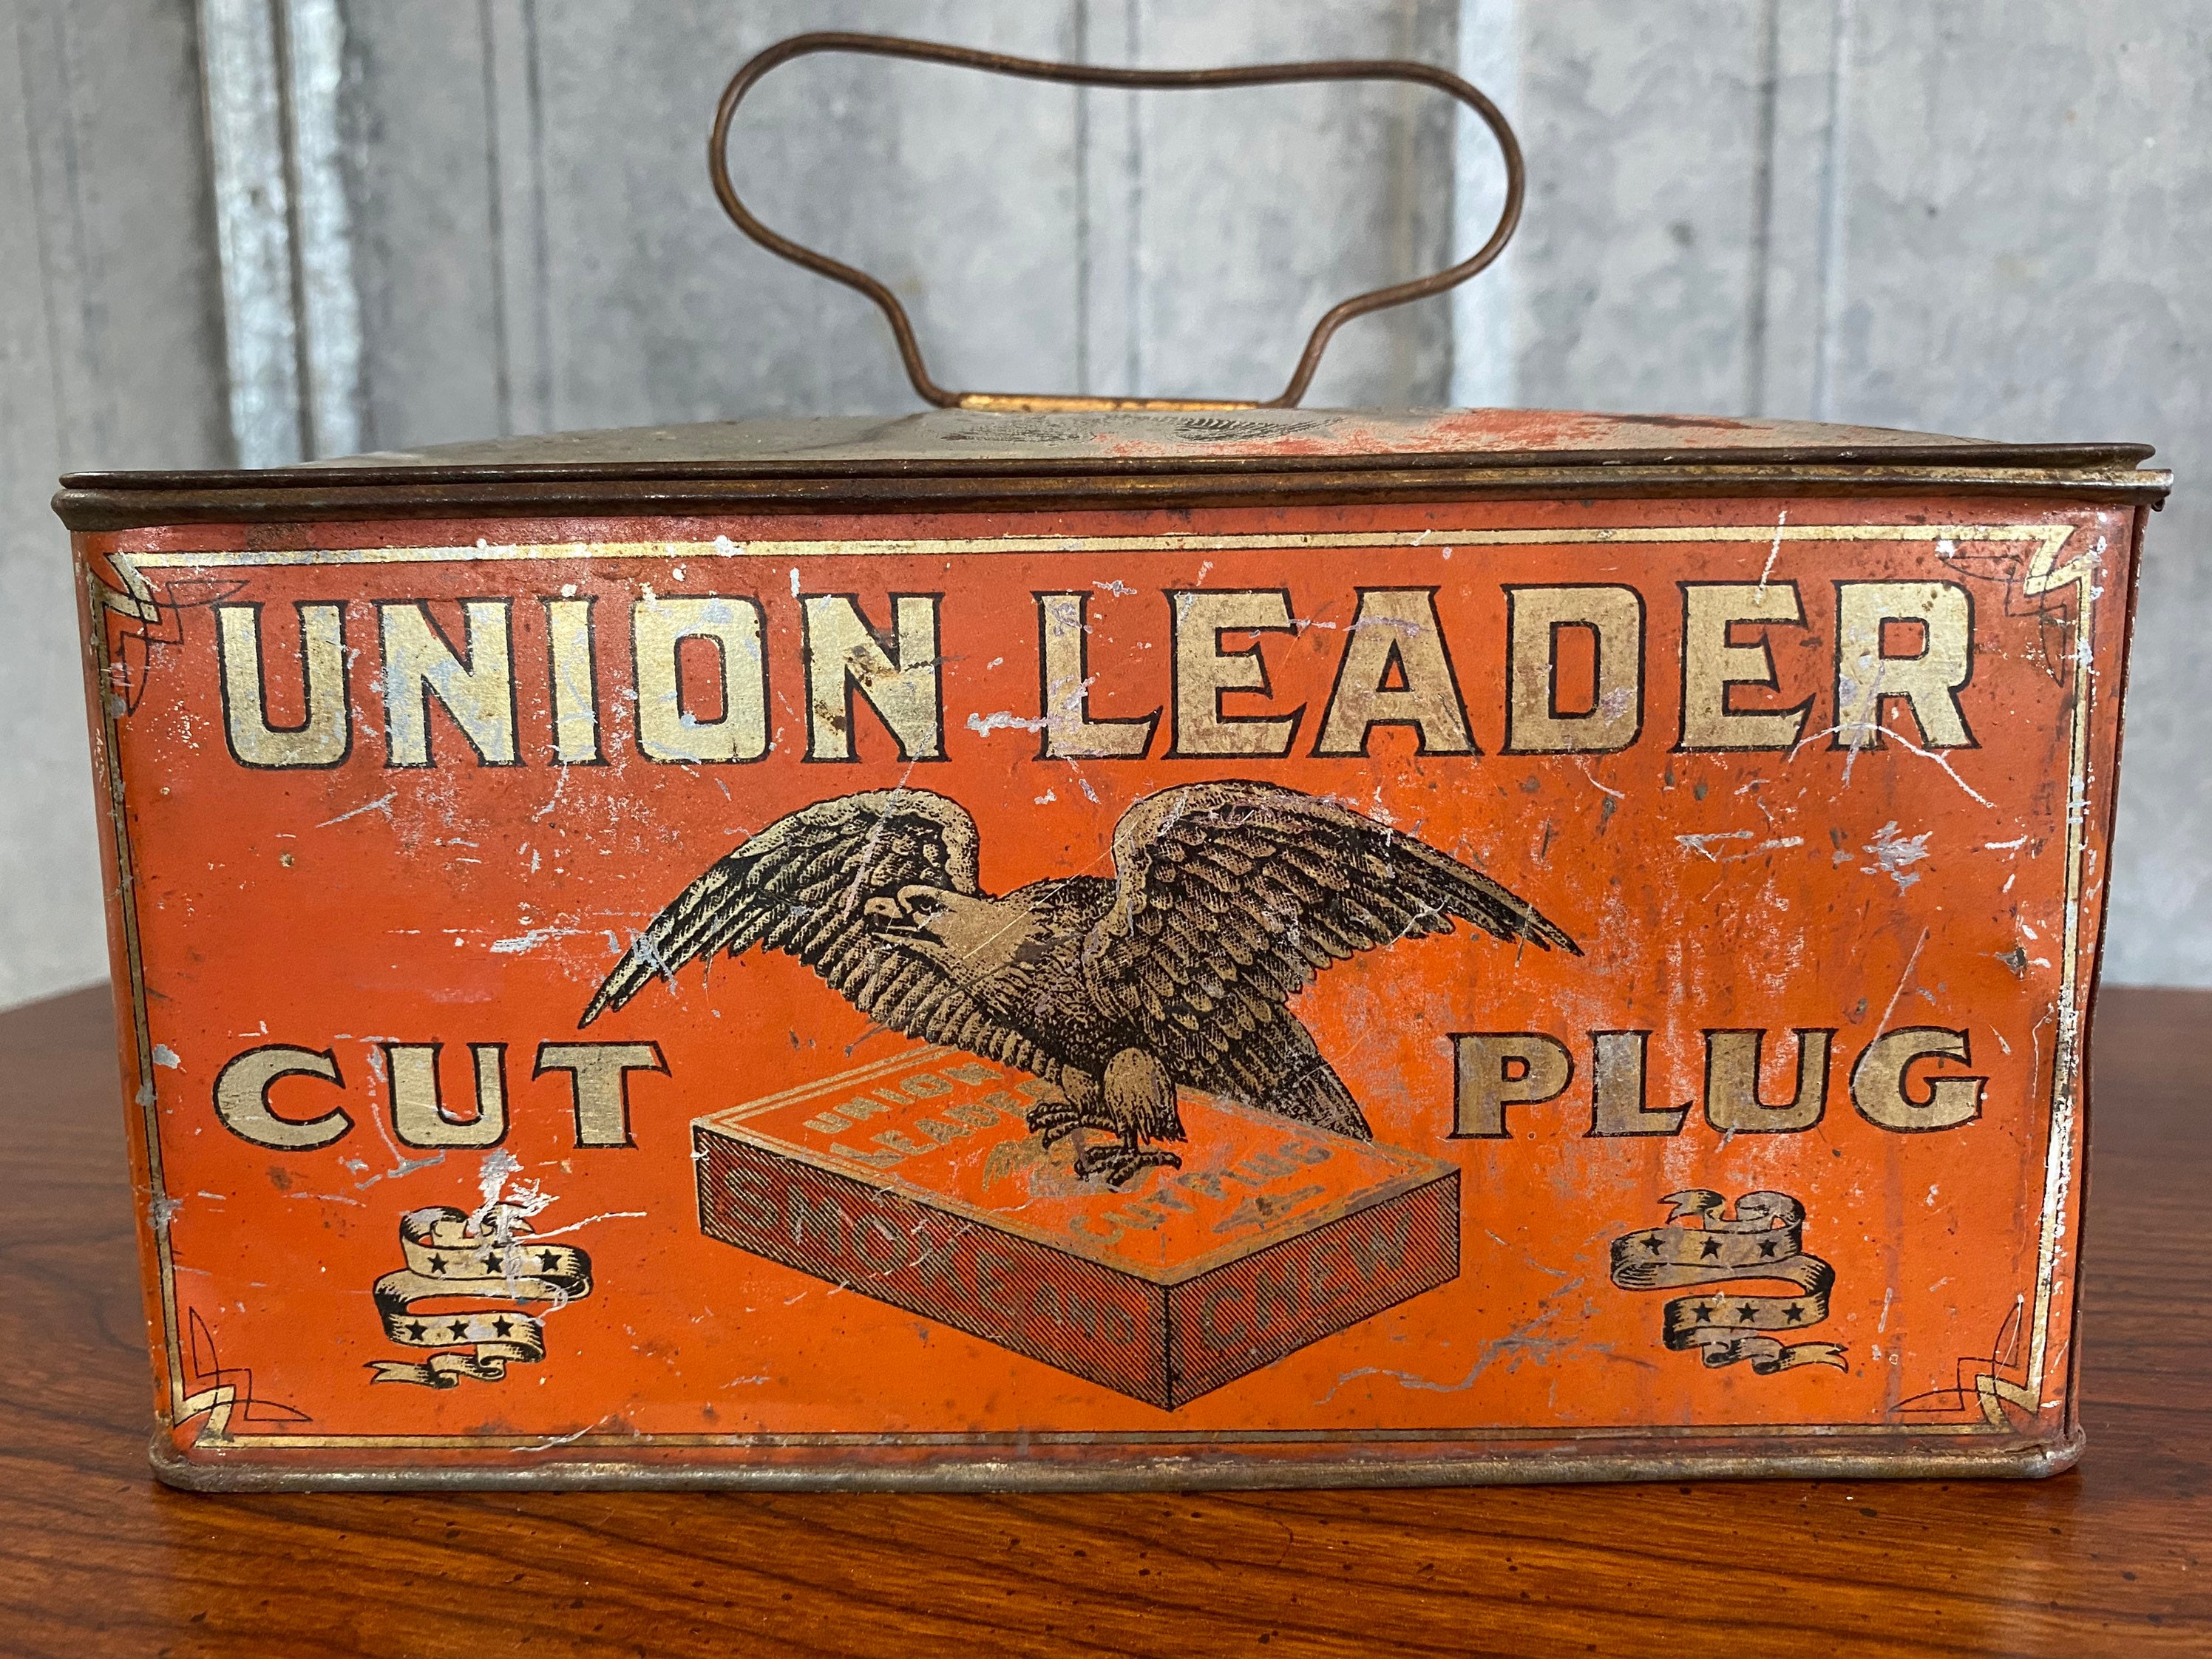 UNION LEADER
CUT PLUG
UNION
LEADER
CUT PLUG
SMOKE AND CHEW